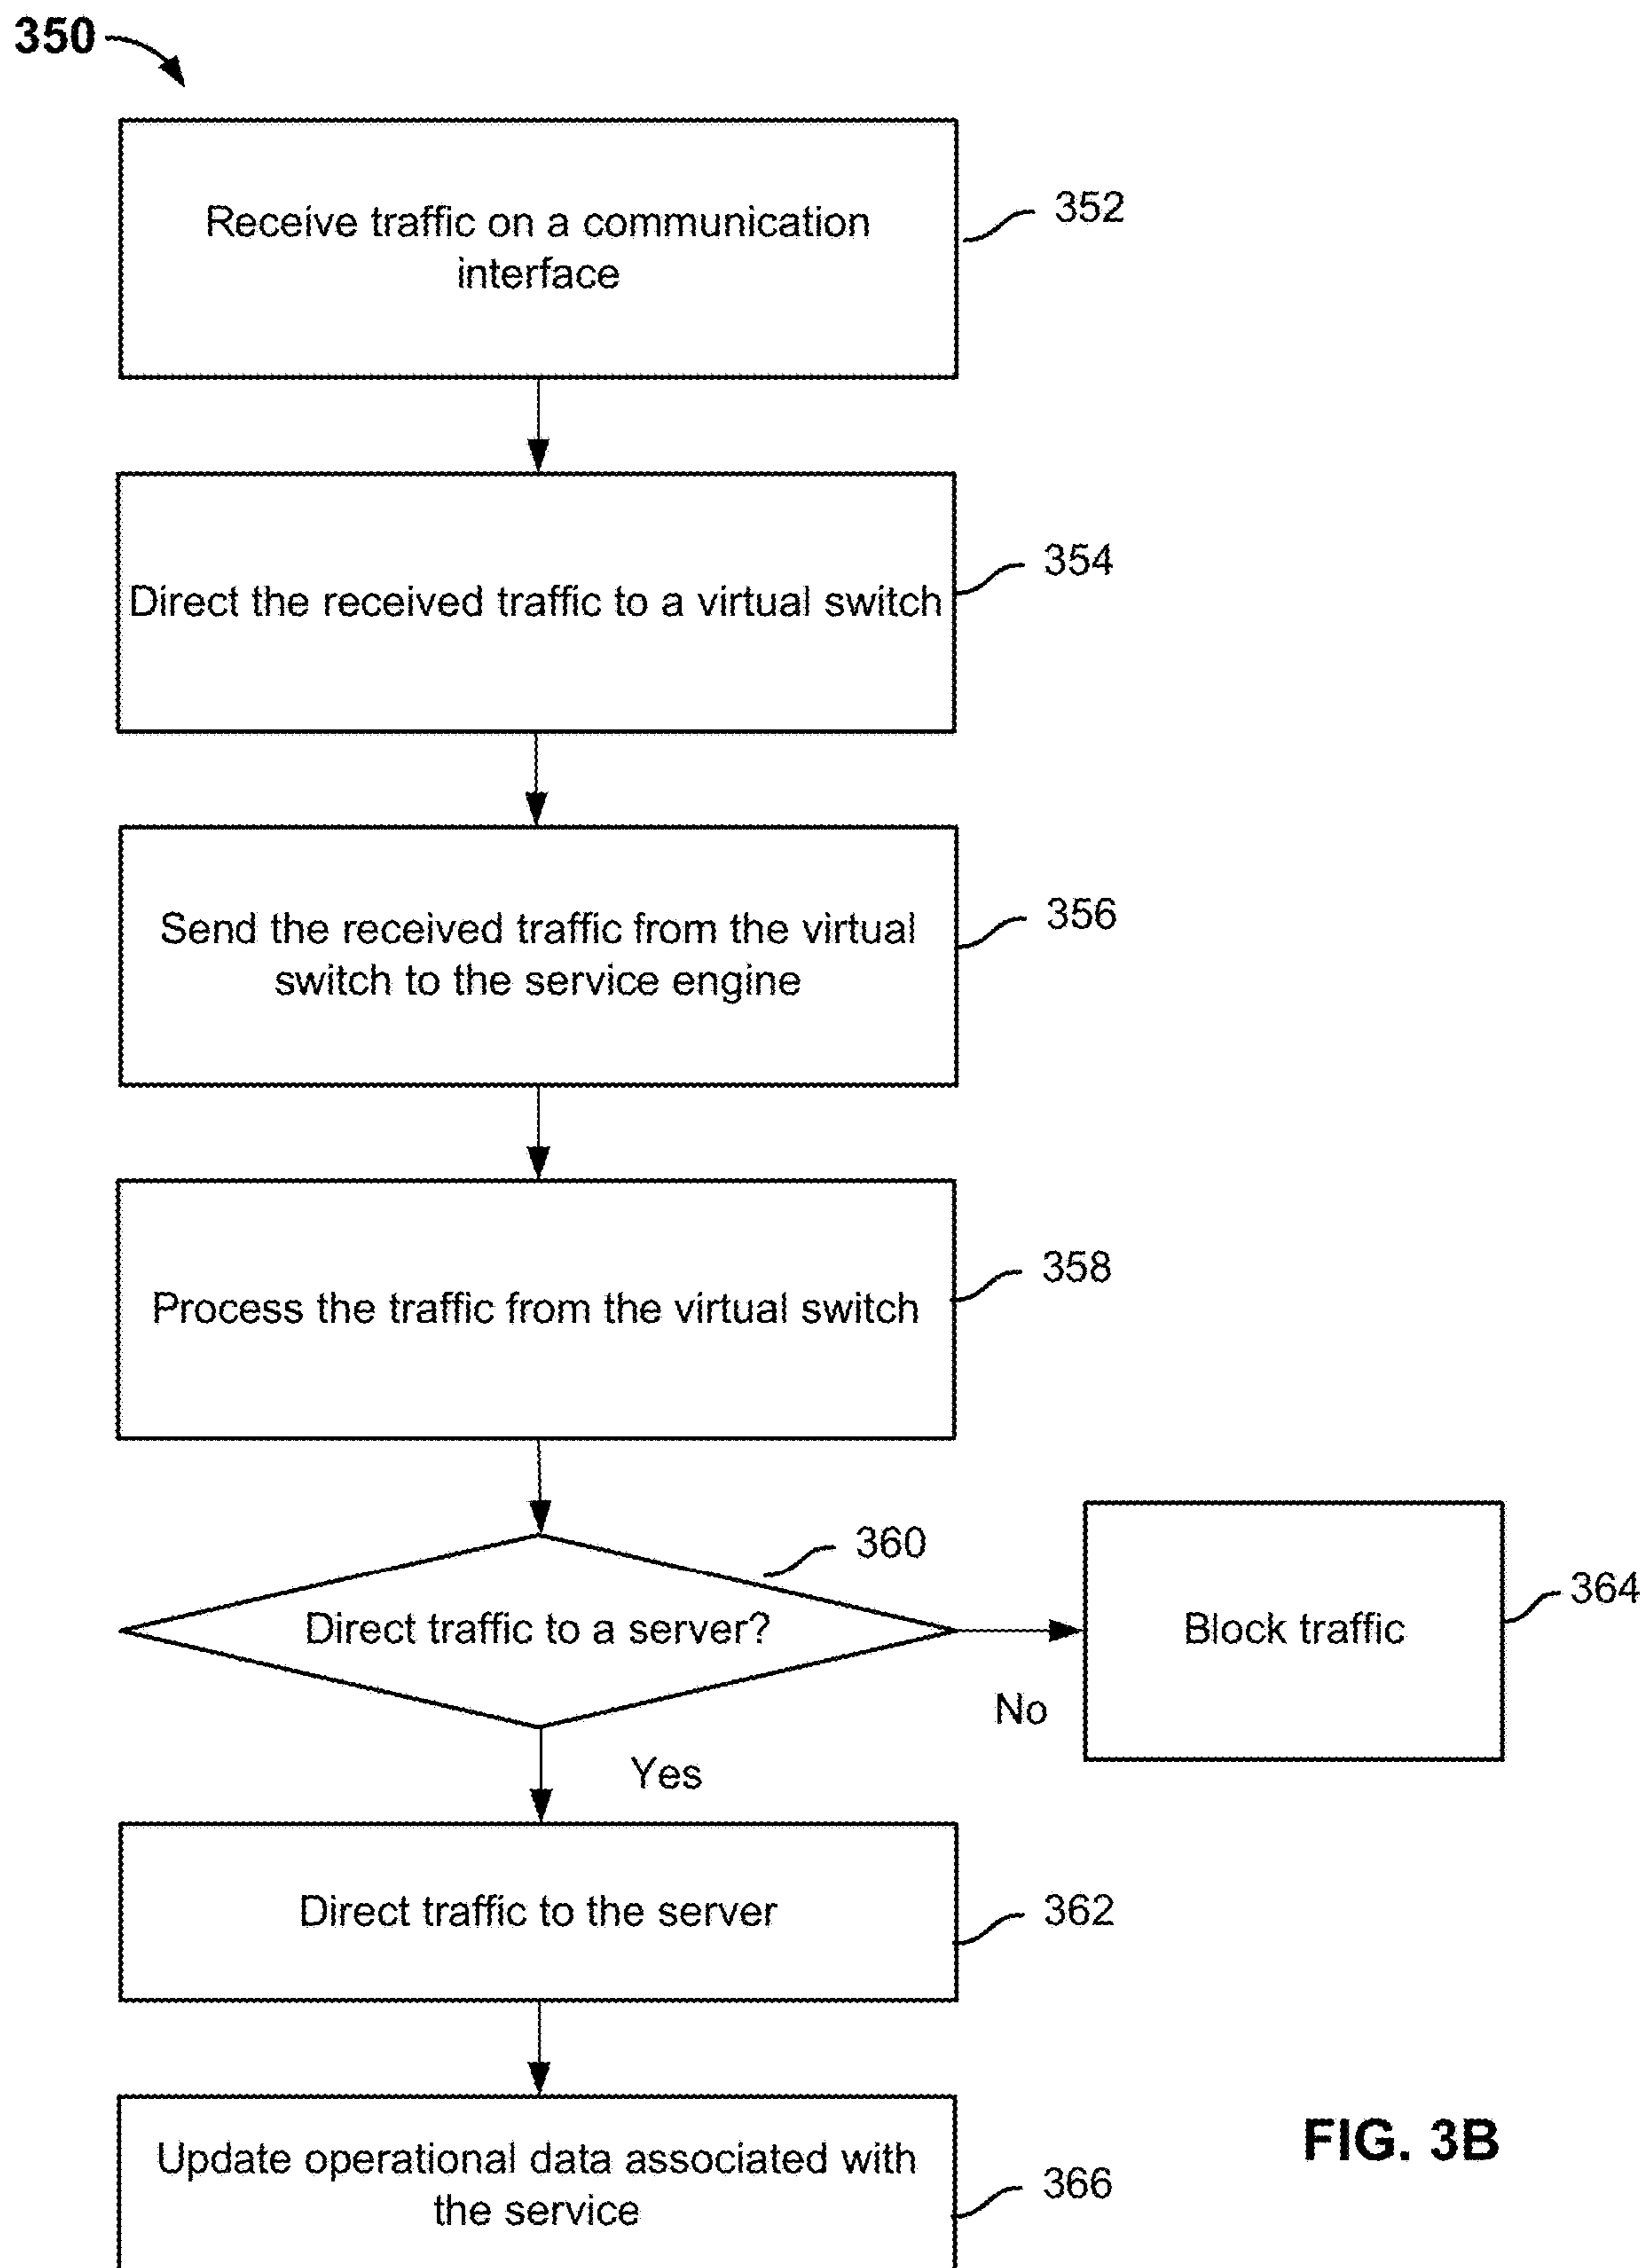 350
Receive traffic on a communication
interface
352
Direct the received traffic to a virtual switch
354
Send the received traffic from the virtual
switch to the service engine
356
Process the traffic from the virtual switch
358
Direct traffic to a server?
360
No
Block traffic
364
Yes
Direct traffic to the server
362
Update operational data associated with
the service
366
FIG. 3B